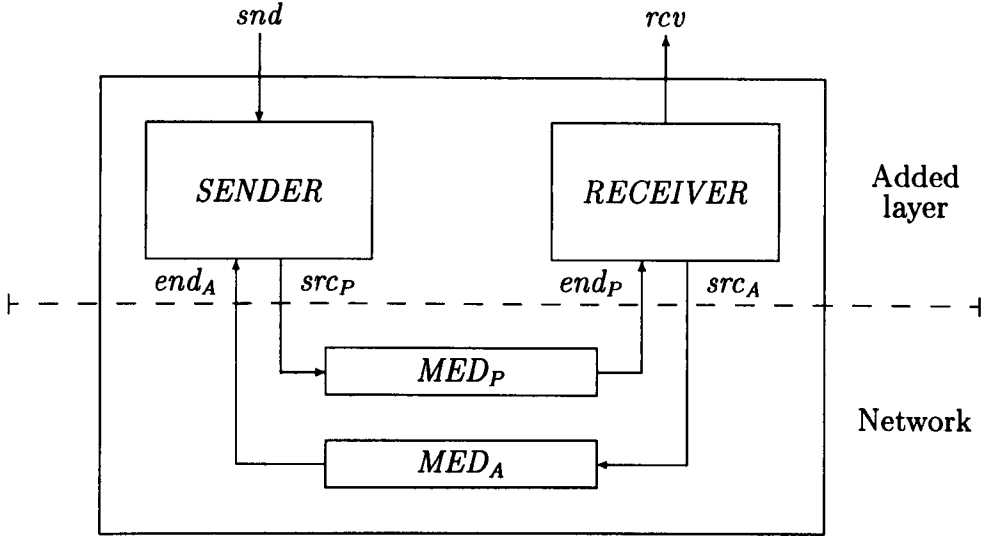 snd
rcv
SENDER
RECEIVER
Added
layer
end_A
src_P
end_P
src_A
MED_P
MED_A
Network